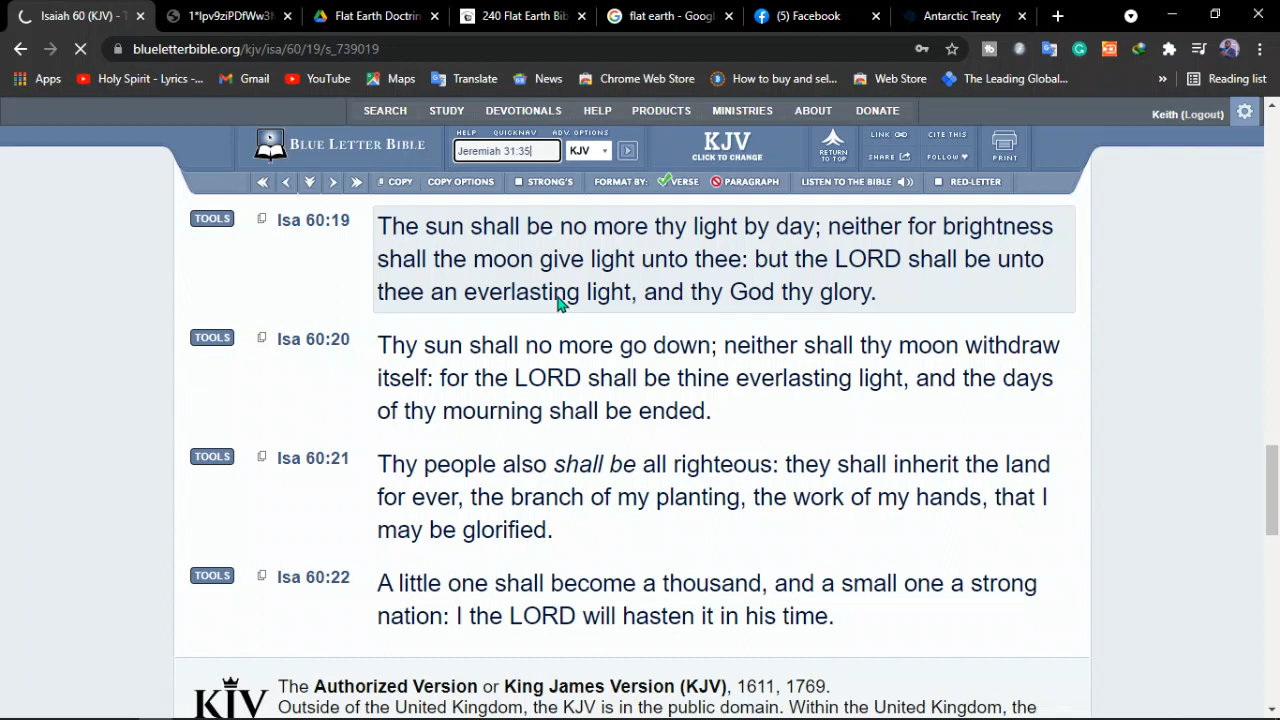 Isaiah 60 (KJV) - T
1*lpv9ziPDfWw3h
Flat Earth Doctrin
240 Flat Earth Bib
flat earth - Googl
(5) Facebook
Antarctic Treaty
blueletterbible.org/kjv/isa/60/19/s_739019
Apps
Holy Spirit - Lyrics -...
Gmail
YouTube
Maps
Translate
News
Chrome Web Store
How to buy and sel...
Web Store
The Leading Global...
»
Reading list
SEARCH STUDY DEVOTIONALS HELP PRODUCTS MINISTRIES ABOUT DONATE
Keith (Logout)
BLUE LETTER BIBLE
HELP QUICKNAV ADV. OPTIONS
Jeremiah 31:35
KJV
KJV
CLICK TO CHANGE
RETURN
TO TOP
LINK
CITE THIS
SHARE
FOLLOW
PRINT
COPY COPY OPTIONS STRONG'S FORMAT BY: VERSE PARAGRAPH LISTEN TO THE BIBLE RED-LETTER
TOOLS Isa 60:19
The sun shall be no more thy light by day; neither for brightness
shall the moon give light unto thee: but the LORD shall be unto
thee an everlasting light, and thy God thy glory.
TOOLS Isa 60:20
Thy sun shall no more go down; neither shall thy moon withdraw
itself: for the LORD shall be thine everlasting light, and the days
of thy mourning shall be ended.
TOOLS Isa 60:21
Thy people also shall be all righteous: they shall inherit the land
for ever, the branch of my planting, the work of my hands, that I
may be glorified.
TOOLS Isa 60:22
A little one shall become a thousand, and a small one a strong
nation: I the LORD will hasten it in his time.
KJV
The Authorized Version or King James Version (KJV), 1611, 1769.
Outside of the United Kingdom, the KJV is in the public domain. Within the United Kingdom, the